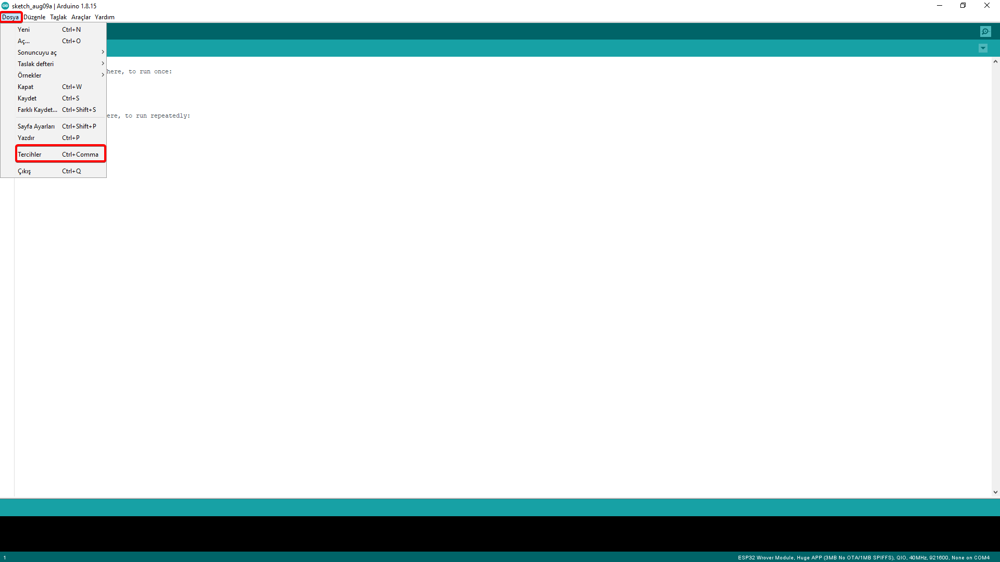 sketch_aug09a | Arduino 1.8.15
Dosya Düzenle Taslak Araçlar Yardım
Yeni Ctrl+N
Aç... Ctrl+O
Sonuncuyu aç
Taslak defteri
Örnekler
here, to run once:
Kapat Ctrl+W
Kaydet Ctrl+S
Farklı Kaydet... Ctrl+Shift+S
ere, to run repeatedly:
Sayfa Ayarları Ctrl+Shift+P
Yazdır Ctrl+P
Tercihler Ctrl+Comma
Çıkış Ctrl+Q
1 ESP32 Wrover Module, Huge APP (3MB No OTA/1MB SPIFFS), QIO, 40MHz, 921600, None on COM4